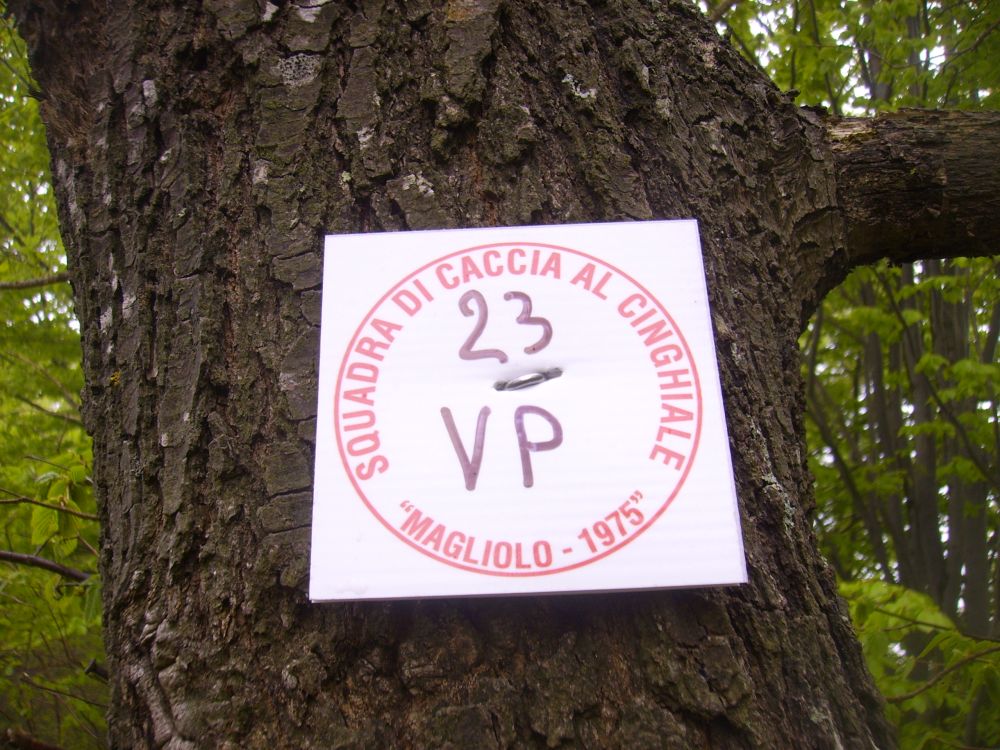 SQUADRA DI CACCIA AL CINGHIALE
23
VP
"MAGLIOLO - 1975"